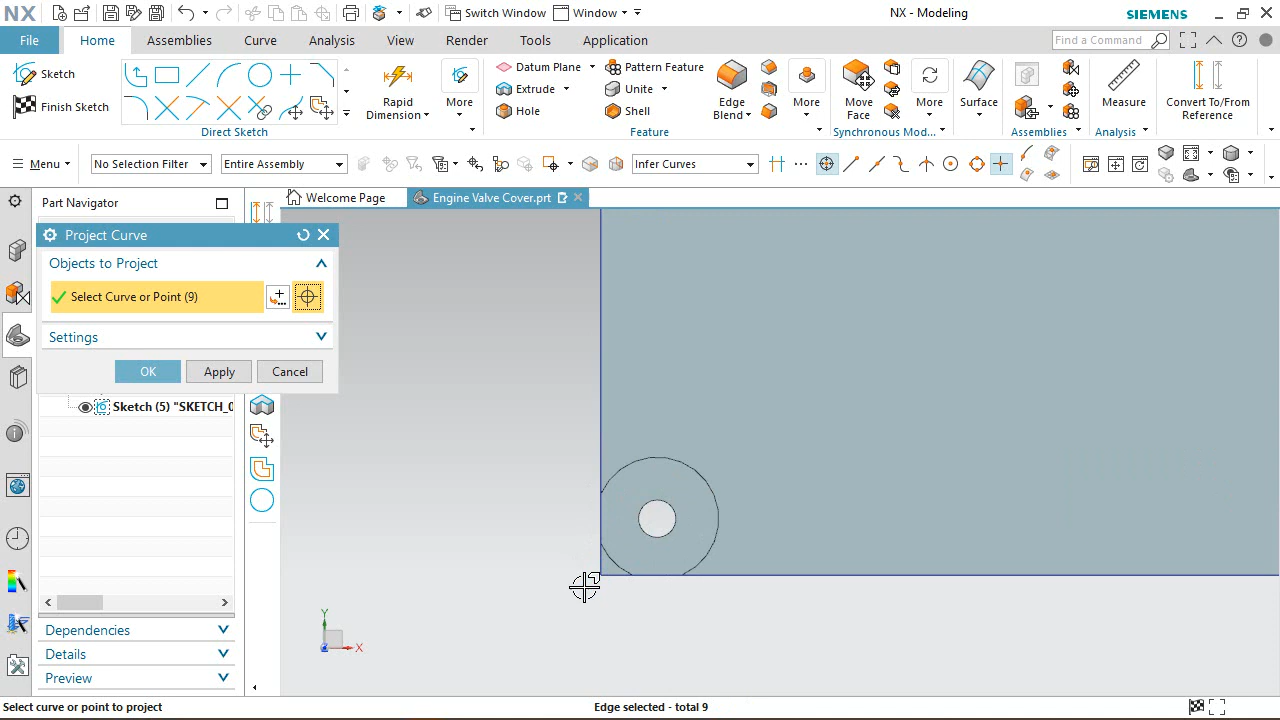 NX
Switch Window
Window
NX - Modeling
SIEMENS
File
Home
Assemblies
Curve
View
Analysis
Render
Tools
Application
Find a Command
Sketch
Finish Sketch
Direct Sketch
Rapid Dimension
More
Datum Plane
Extrude
Hole
Pattern Feature
Unite
Shell
Edge Blend
More
Feature
Move Face
More
Synchronous Mod...
Surface
Assemblies
Measure
Analysis
Convert To/From Reference
Menu
No Selection Filter
Entire Assembly
Infer Curves
Part Navigator
Welcome Page
Engine Valve Cover.prt
Project Curve
Objects to Project
Select Curve or Point (9)
Settings
OK
Apply
Cancel
Sketch (5) "SKETCH_0
Dependencies
Details
Preview
Y
X
Select curve or point to project
Edge selected - total 9